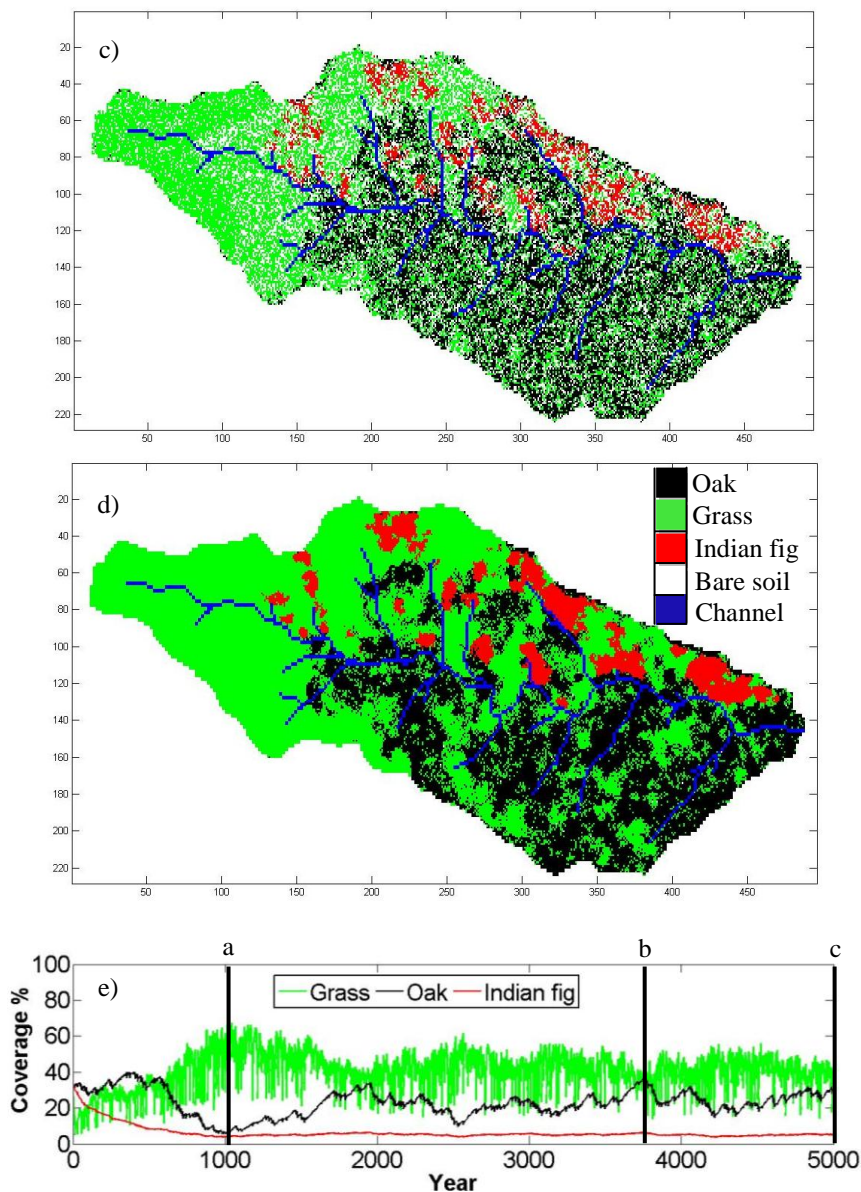 c)
20
40
60
80
100
120
140
160
180
200
220
50 100 150 200 250 300 350 400 450
d)
20
40
60
80
100
120
140
160
180
200
220
50 100 150 200 250 300 350 400 450
Oak
Grass
Indian fig
Bare soil
Channel
a b c
e)
Grass Oak Indian fig
Coverage %
100
80
60
40
20
0
0 1000 2000 3000 4000 5000
Year